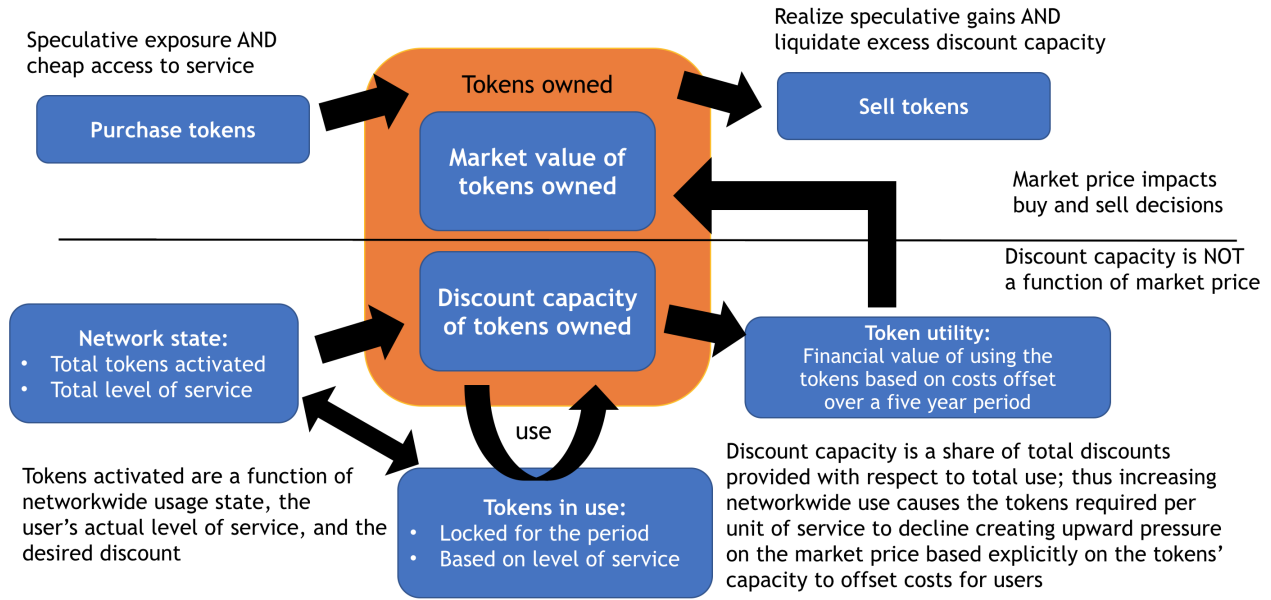 Speculative exposure AND
cheap access to service
Purchase tokens
Tokens owned
Market value of
tokens owned
Realize speculative gains AND
liquidate excess discount capacity
Sell tokens
Market price impacts
buy and sell decisions
Discount capacity is NOT
a function of market price
Discount capacity
of tokens owned
Network state:
• Total tokens activated
• Total level of service
Token utility:
Financial value of using the
tokens based on costs offset
over a five year period
use
Tokens activated are a function of
networkwide usage state, the
user’s actual level of service, and the
desired discount
Tokens in use:
• Locked for the period
• Based on level of service
Discount capacity is a share of total discounts
provided with respect to total use; thus increasing
networkwide use causes the tokens required per
unit of service to decline creating upward pressure
on the market price based explicitly on the tokens’
capacity to offset costs for users